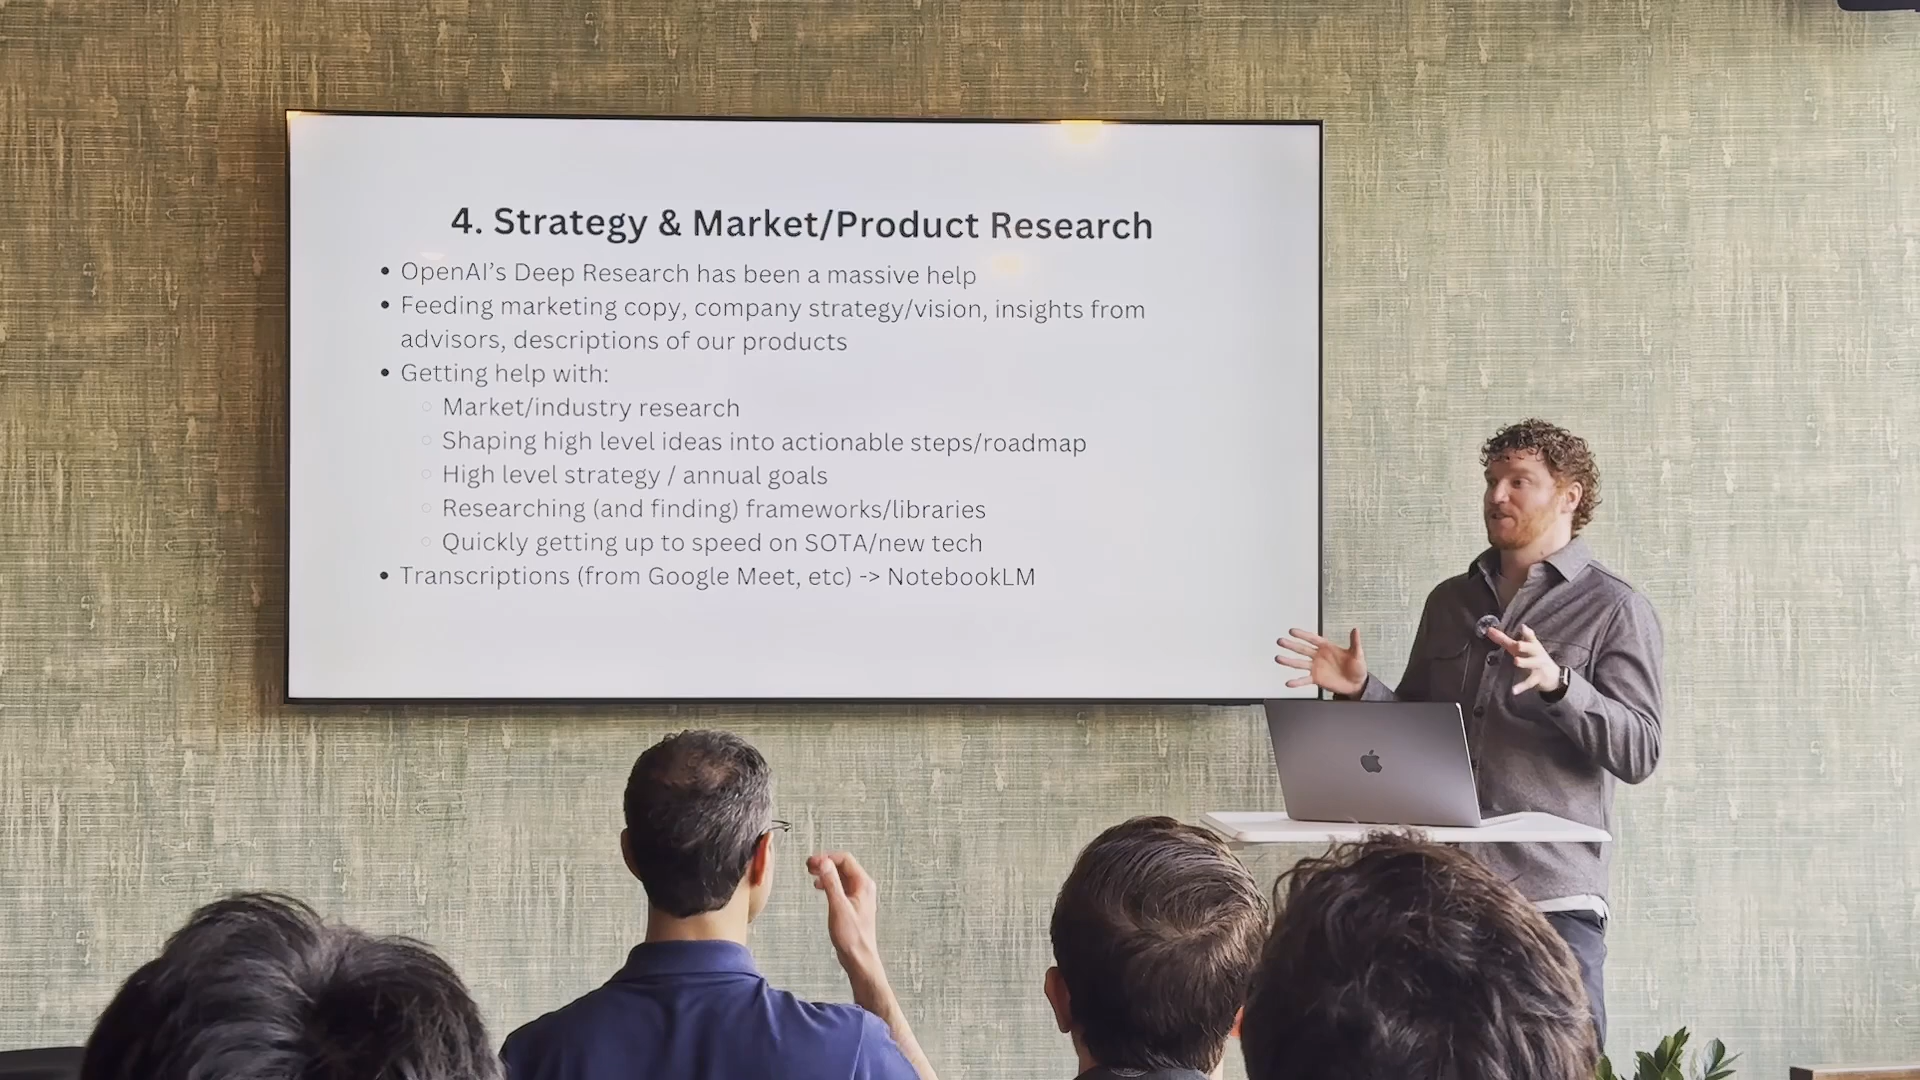 4. Strategy & Market/Product Research
• OpenAI's Deep Research has been a massive help
• Feeding marketing copy, company strategy/vision, insights from
advisors, descriptions of our products
• Getting help with:
○ Market/industry research
○ Shaping high level ideas into actionable steps/roadmap
○ High level strategy / annual goals
○ Researching (and finding) frameworks/libraries
○ Quickly getting up to speed on SOTA/new tech
• Transcriptions (from Google Meet, etc) -> NotebookLM